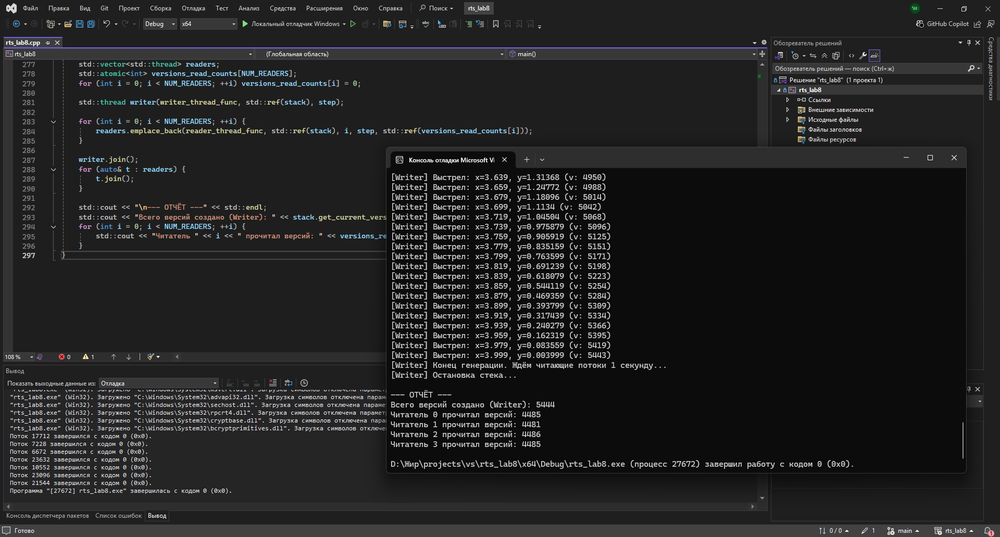 Файл Правка Вид Git Проект Сборка Отладка Тест Анализ Средства Расширения Окно Справка Поиск rts_lab8
Debug x64 Локальный отладчик Windows GitHub Copilot
rts_lab8.cpp
rts_lab8 (Глобальная область) main()
277 std::vector<std::thread> readers;
278 std::atomic<int> versions_read_counts[NUM_READERS];
279 for (int i = 0; i < NUM_READERS; ++i) versions_read_counts[i] = 0;
280
281 std::thread writer(writer_thread_func, std::ref(stack), step);
282
283 for (int i = 0; i < NUM_READERS; ++i) {
284 readers.emplace_back(reader_thread_func, std::ref(stack), i, step, std::ref(versions_read_counts[i]));
285 }
286
287 writer.join();
288 for (auto& t : readers) {
289 t.join();
290 }
291
292 std::cout << "\n--- ОТЧЁТ ---" << std::endl;
293 std::cout << "Всего версий создано (Writer): " << stack.get_current_vers
294 for (int i = 0; i < NUM_READERS; ++i) {
295 std::cout << "Читатель " << i << " прочитал версий: " << versions_re
296 }
297 }
108 % 0 1
Обозреватель решений
Обозреватель решений — поиск (Ctrl+ж)
Решение "rts_lab8" (1 проекта 1)
rts_lab8
Ссылки
Внешние зависимости
Исходные файлы
Файлы заголовков
Файлы ресурсов
Средства диагностики
Консоль отладки Microsoft Vi
[Writer] Выстрел: x=3.639, y=1.31368 (v: 4950)
[Writer] Выстрел: x=3.659, y=1.24772 (v: 4988)
[Writer] Выстрел: x=3.679, y=1.18096 (v: 5014)
[Writer] Выстрел: x=3.699, y=1.1134 (v: 5042)
[Writer] Выстрел: x=3.719, y=1.04504 (v: 5068)
[Writer] Выстрел: x=3.739, y=0.975879 (v: 5096)
[Writer] Выстрел: x=3.759, y=0.905919 (v: 5125)
[Writer] Выстрел: x=3.779, y=0.835159 (v: 5151)
[Writer] Выстрел: x=3.799, y=0.763599 (v: 5171)
[Writer] Выстрел: x=3.819, y=0.691239 (v: 5198)
[Writer] Выстрел: x=3.839, y=0.618079 (v: 5223)
[Writer] Выстрел: x=3.859, y=0.544119 (v: 5254)
[Writer] Выстрел: x=3.879, y=0.469359 (v: 5284)
[Writer] Выстрел: x=3.899, y=0.393799 (v: 5309)
[Writer] Выстрел: x=3.919, y=0.317439 (v: 5334)
[Writer] Выстрел: x=3.939, y=0.240279 (v: 5366)
[Writer] Выстрел: x=3.959, y=0.162319 (v: 5395)
[Writer] Выстрел: x=3.979, y=0.083559 (v: 5419)
[Writer] Выстрел: x=3.999, y=0.003999 (v: 5443)
[Writer] Конец генерации. Ждём читающие потоки 1 секунду...
[Writer] Остановка стека...
--- ОТЧЁТ ---
Всего версий создано (Writer): 5444
Читатель 0 прочитал версий: 4485
Читатель 1 прочитал версий: 4481
Читатель 2 прочитал версий: 4486
Читатель 3 прочитал версий: 4485
D:\Жир\projects\vs\rts_lab8\x64\Debug\rts_lab8.exe (процесс 27672) завершил работу с кодом 0 (0x0).
Вывод
Показать выходные данные из: Отладка
"rts_lab8.exe" (Win32). Загружено "C:\Windows\System32\msvcrt.dll". Загрузка символов отключена парамет
"rts_lab8.exe" (Win32). Загружено "C:\Windows\System32\advapi32.dll". Загрузка символов отключена парам
"rts_lab8.exe" (Win32). Загружено "C:\Windows\System32\sechost.dll". Загрузка символов отключена параме
"rts_lab8.exe" (Win32). Загружено "C:\Windows\System32\rpcrt4.dll". Загрузка символов отключена парамет
"rts_lab8.exe" (Win32). Загружено "C:\Windows\System32\cryptbase.dll". Загрузка символов отключена пара
"rts_lab8.exe" (Win32). Загружено "C:\Windows\System32\bcryptprimitives.dll". Загрузка символов отключе
Поток 17712 завершился с кодом 0 (0x0).
Поток 7228 завершился с кодом 0 (0x0).
Поток 6672 завершился с кодом 0 (0x0).
Поток 23632 завершился с кодом 0 (0x0).
Поток 10552 завершился с кодом 0 (0x0).
Поток 23096 завершился с кодом 0 (0x0).
Поток 21544 завершился с кодом 0 (0x0).
Программа "[27672] rts_lab8.exe" завершилась с кодом 0 (0x0).
Консоль диспетчера пакетов Список ошибок Вывод
Готово 0 / 0 1 main rts_lab8 1